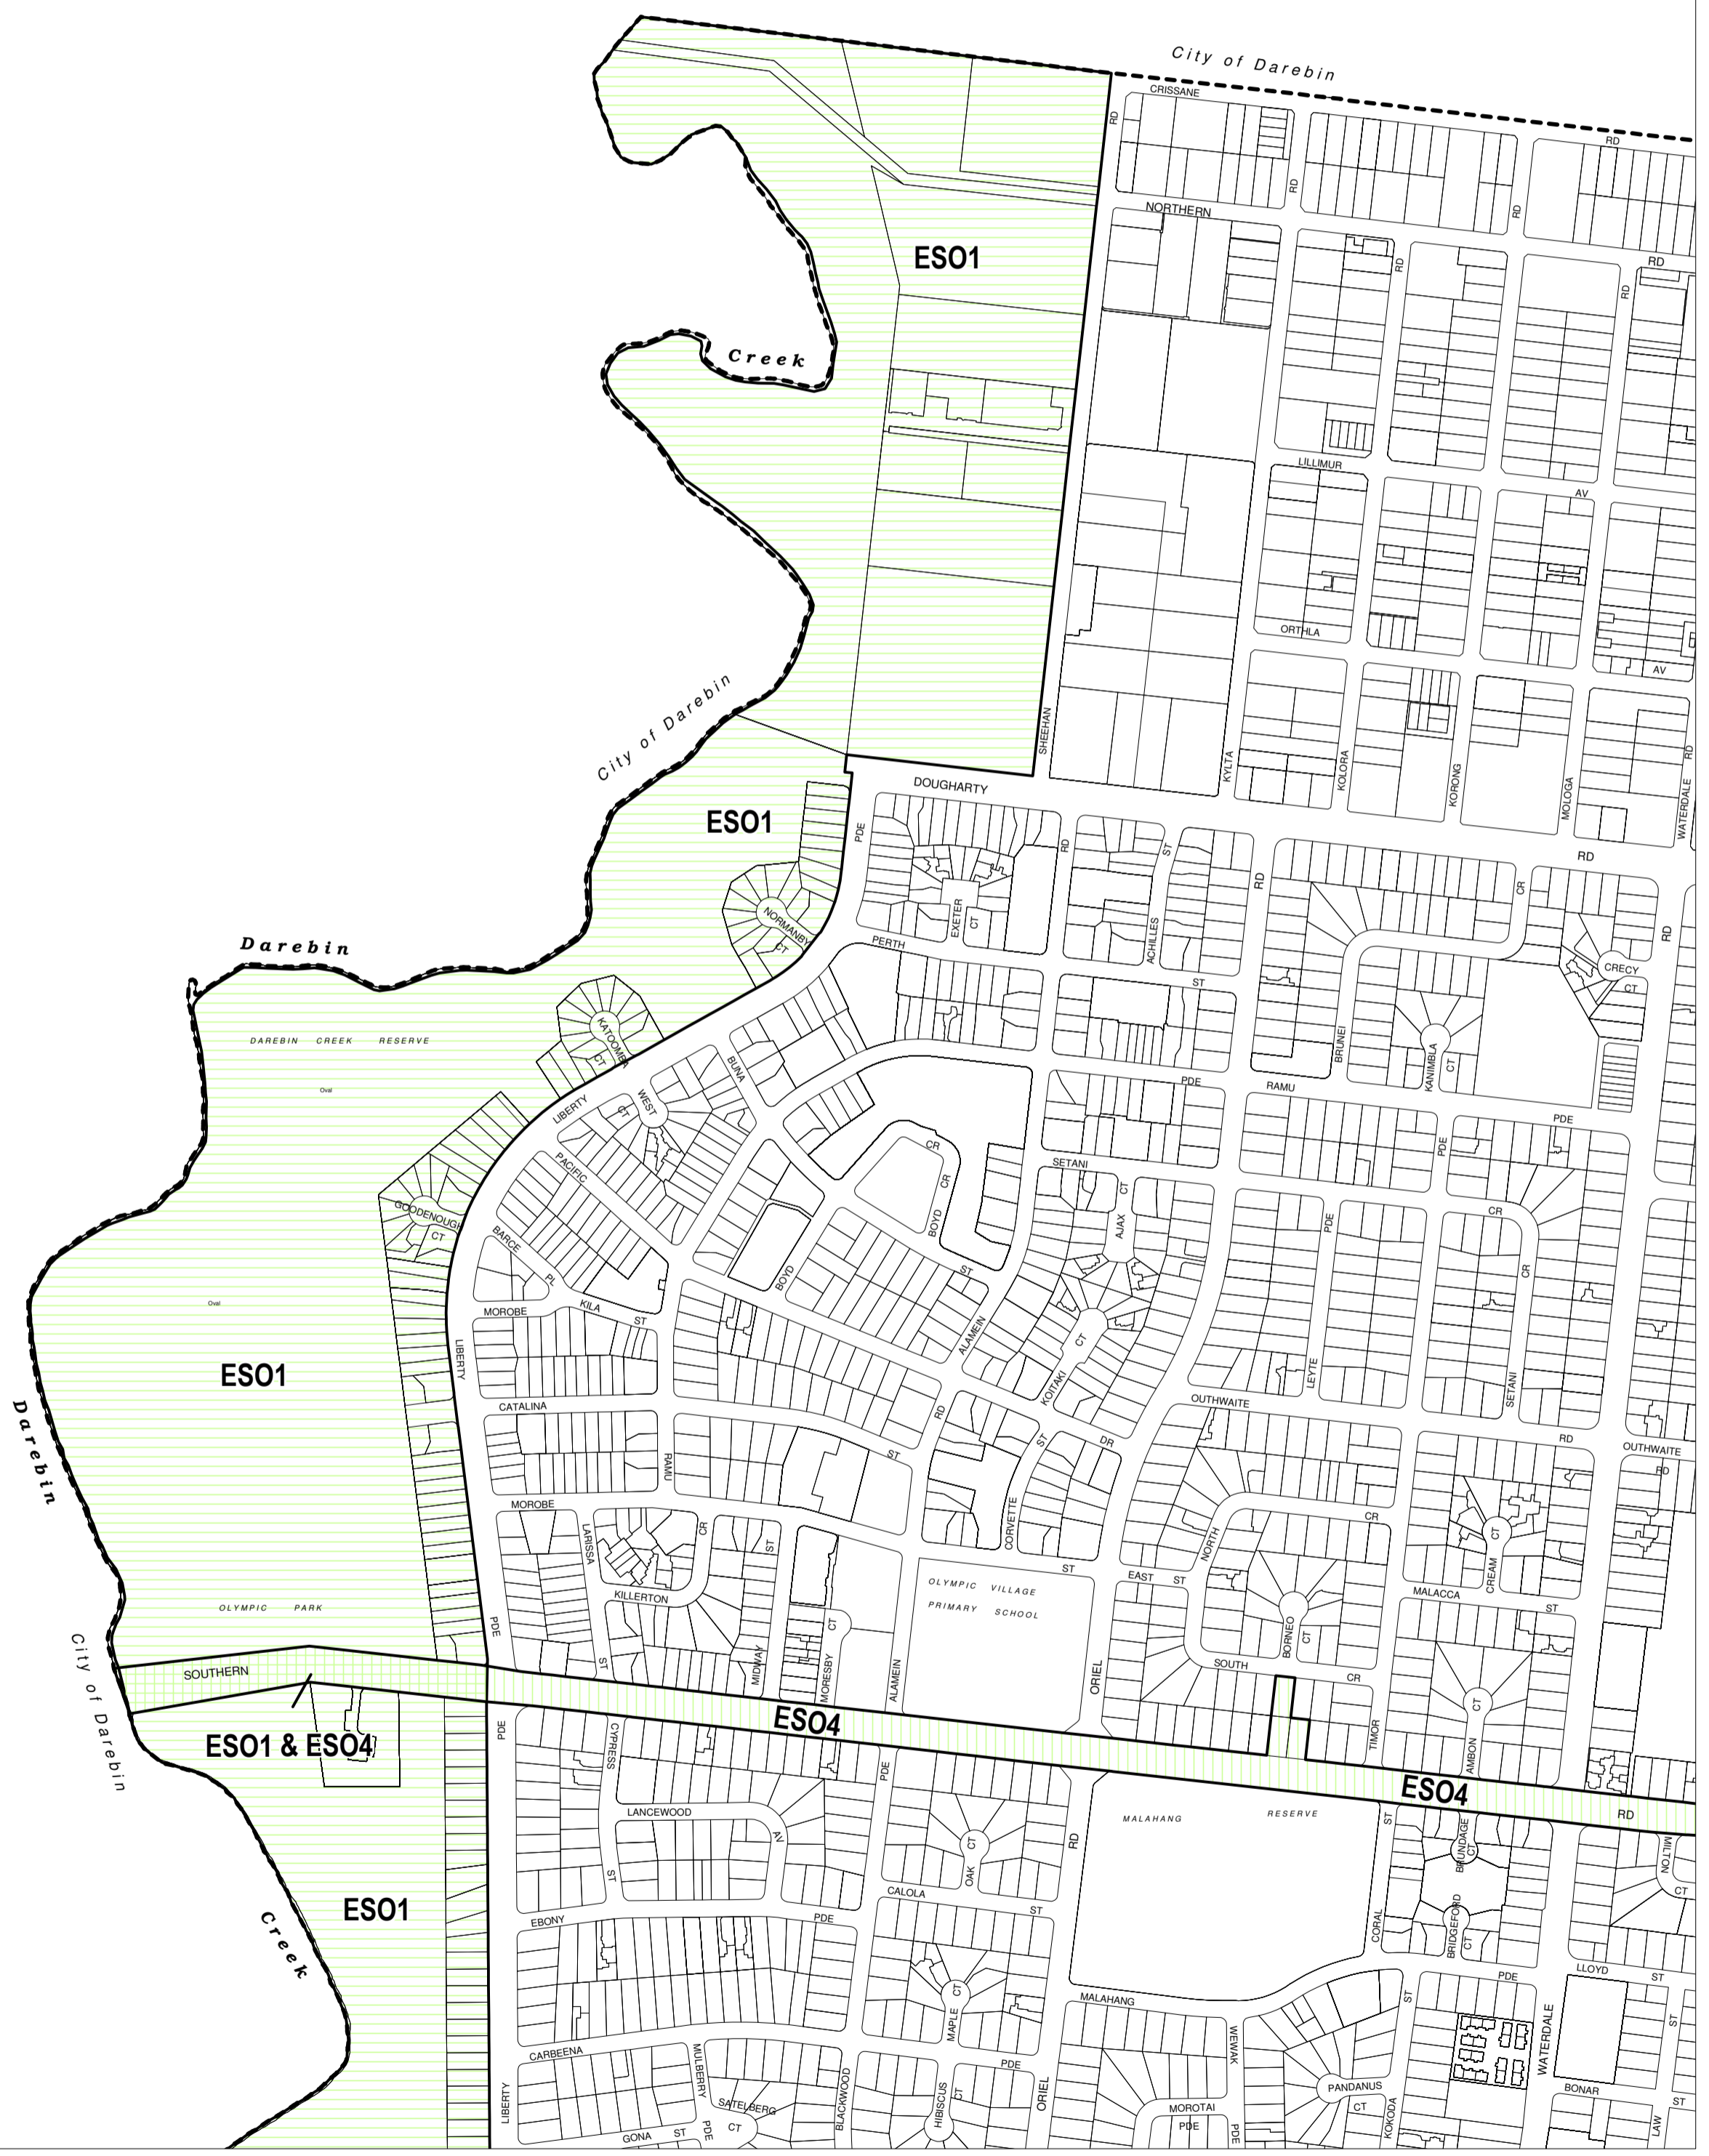 City of Darebin
CRISSANE
RD
RD
RD
NORTHERN
RD
RD
RD
RD
RD
ESO1
Creek
LILLIMUR
AV
ORTHLA
AV
City of Darebin
SHEEHAN
KYLTA
KOLORA
KORONG
MOLOGA
WATERDALE
RD
DOUGHARTY
RD
ESO1
PDE
RD
ST
RD
CR
RD
NORMANBY
CT
EXETER
CT
ACHILLES
PERTH
ST
CRECY
CT
Darebin
DAREBIN CREEK RESERVE
Oval
KATOOMBA
CT
BRUNEI
KANIMBLA
CT
BUNA
WEST
CT
LIBERTY
PDE
RAMU
PDE
PDE
PACIFIC
CR
CR
BOYD
SETANI
CT
AJAX
PDE
CR
CR
GOODENOUGH
CT
BARCE
PL
BOYD
ST
ALAMEIN
KOITAKI
CT
LEYTE
SETANI
Oval
MOROBE
KILA
ST
LIBERTY
ESO1
Darebin
CATALINA
ST
RAMU
RD
ST
DR
OUTHWAITE
RD
OUTHWAITE
RD
MOROBE
LARISSA
CR
ST
CORVETTE
ST
NORTH
CR
CREAM
CT
KILLERTON
OLYMPIC VILLAGE
PRIMARY SCHOOL
EAST
ST
MALACCA
ST
OLYMPIC PARK
PDE
ST
MIDWAY
MORESBY
CT
ALAMEIN
ORIEL
BORNEO
CT
SOUTH
CR
TIMOR
AMBON
CT
City of Darebin
SOUTHERN
ESO1 & ESO4
ESO4
ESO4
RD
PDE
CYPRESS
PDE
LANCEWOOD
AV
ST
OAK
CT
RD
MALAHANG RESERVE
ST
BRUNDAGE
CT
MILTON
CT
ESO1
Creek
CALOLA
ST
EBONY
PDE
CORAL
BRIDGEFORD
CT
LLOYD
ST
MAPLE
CT
MALAHANG
PDE
ST
WATERDALE
ST
CARBEENA
PDE
MULBERRY
PDE
WEWAK
PDE
LIBERTY
SATELBERG
CT
BLACKWOOD
HIBISCUS
CT
ORIEL
MOROTAI
PDE
PANDANUS
CT
KOKODA
BONAR
ST
LAW
GONA
ST